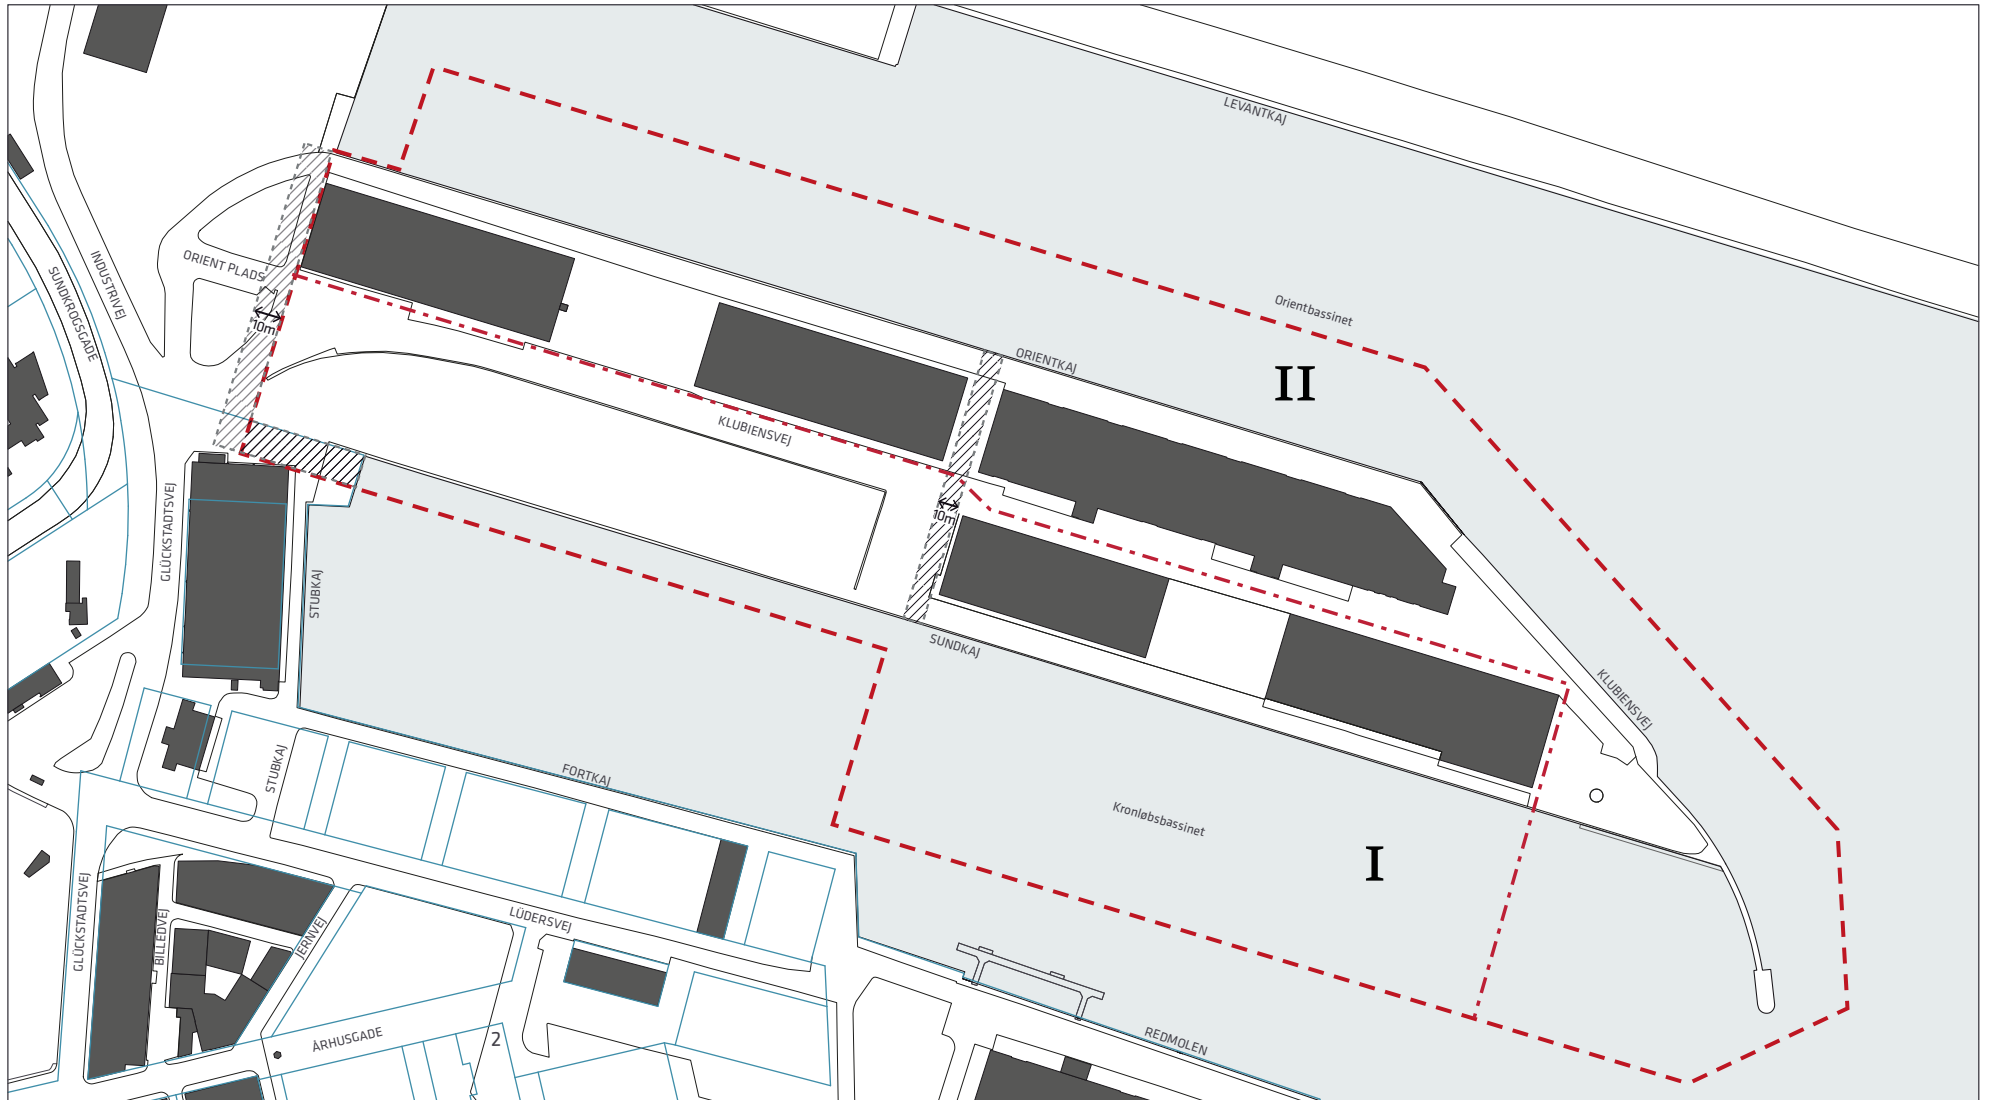 LEVANTKAJ
ORIENT PLADS
INDUSTRIVEJ
SUNDKROGSGADE
10m
Orientbassinet
ORIENTKAJ
II
KLUBIENSVEJ
10m
GLÜCKSTADTSVEJ
STUBKAJ
SUNDKAJ
KLUBIENSVEJ
STUBKAJ
FORTKAJ
Kronløbsbassinet
I
GLÜCKSTADTSVEJ
BILLEDVEJ
JERNVEJ
LÜDERSVEJ
ÅRHUSGADE
2
REDMOLEN